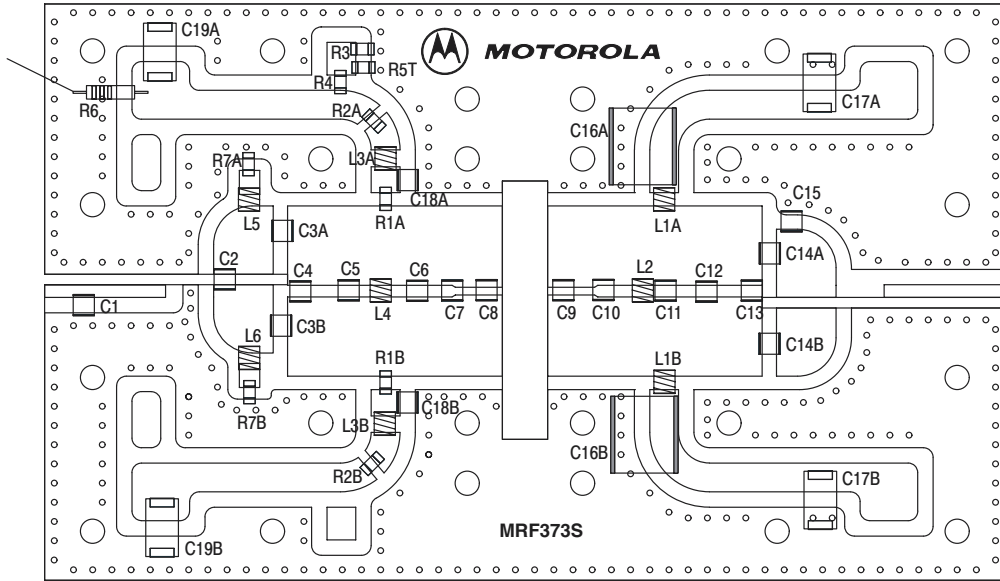 C19A
R3
MOTOROLA
R5T
R4
R6
R2A
C17A
C16A
L3A
R7A
C18A
C15
L5
R1A
L1A
C3A
C14A
C2
C4
C5
C6
L2
C12
C1
L4
C7
C8
C9
C10
C11
C13
C3B
L6
C14B
R1B
L1B
R7B
L3B
C18B
C16B
R2B
C17B
MRF373S
C19B